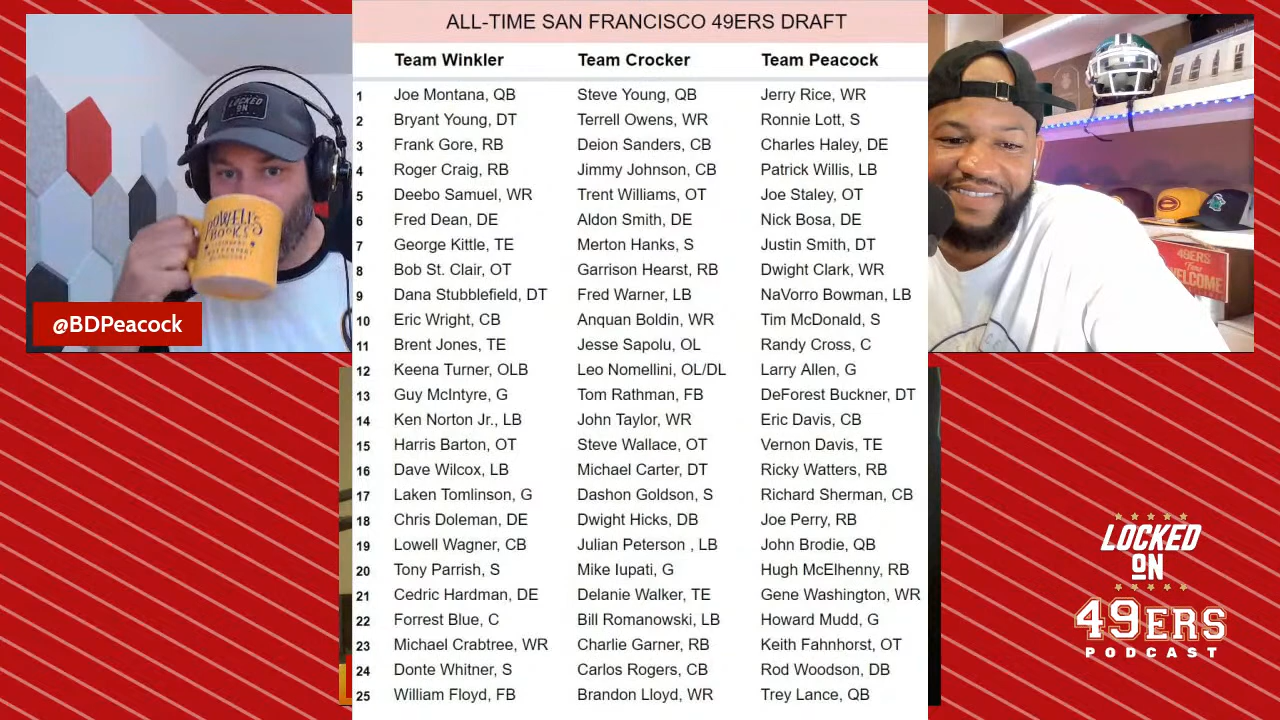 ALL-TIME SAN FRANCISCO 49ERS DRAFT
Team Winkler Team Crocker Team Peacock
1 Joe Montana, QB Steve Young, QB Jerry Rice, WR
2 Bryant Young, DT Terrell Owens, WR Ronnie Lott, S
3 Frank Gore, RB Deion Sanders, CB Charles Haley, DE
4 Roger Craig, RB Jimmy Johnson, CB Patrick Willis, LB
5 Deebo Samuel, WR Trent Williams, OT Joe Staley, OT
6 Fred Dean, DE Aldon Smith, DE Nick Bosa, DE
7 George Kittle, TE Merton Hanks, S Justin Smith, DT
8 Bob St. Clair, OT Garrison Hearst, RB Dwight Clark, WR
9 Dana Stubblefield, DT Fred Warner, LB NaVorro Bowman, LB
10 Eric Wright, CB Anquan Boldin, WR Tim McDonald, S
11 Brent Jones, TE Jesse Sapolu, OL Randy Cross, C
12 Keena Turner, OLB Leo Nomellini, OL/DL Larry Allen, G
13 Guy McIntyre, G Tom Rathman, FB DeForest Buckner, DT
14 Ken Norton Jr., LB John Taylor, WR Eric Davis, CB
15 Harris Barton, OT Steve Wallace, OT Vernon Davis, TE
16 Dave Wilcox, LB Michael Carter, DT Ricky Watters, RB
17 Laken Tomlinson, G Dashon Goldson, S Richard Sherman, CB
18 Chris Doleman, DE Dwight Hicks, DB Joe Perry, RB
19 Lowell Wagner, CB Julian Peterson , LB John Brodie, QB
20 Tony Parrish, S Mike Iupati, G Hugh McElhenny, RB
21 Cedric Hardman, DE Delanie Walker, TE Gene Washington, WR
22 Forrest Blue, C Bill Romanowski, LB Howard Mudd, G
23 Michael Crabtree, WR Charlie Garner, RB Keith Fahnhorst, OT
24 Donte Whitner, S Carlos Rogers, CB Rod Woodson, DB
25 William Floyd, FB Brandon Lloyd, WR Trey Lance, QB
LOCKED
ON
POWELL'S
BOOKS
@BDPeacock
49ERS
WELCOME
LOCKED
ON
49ERS
PODCAST